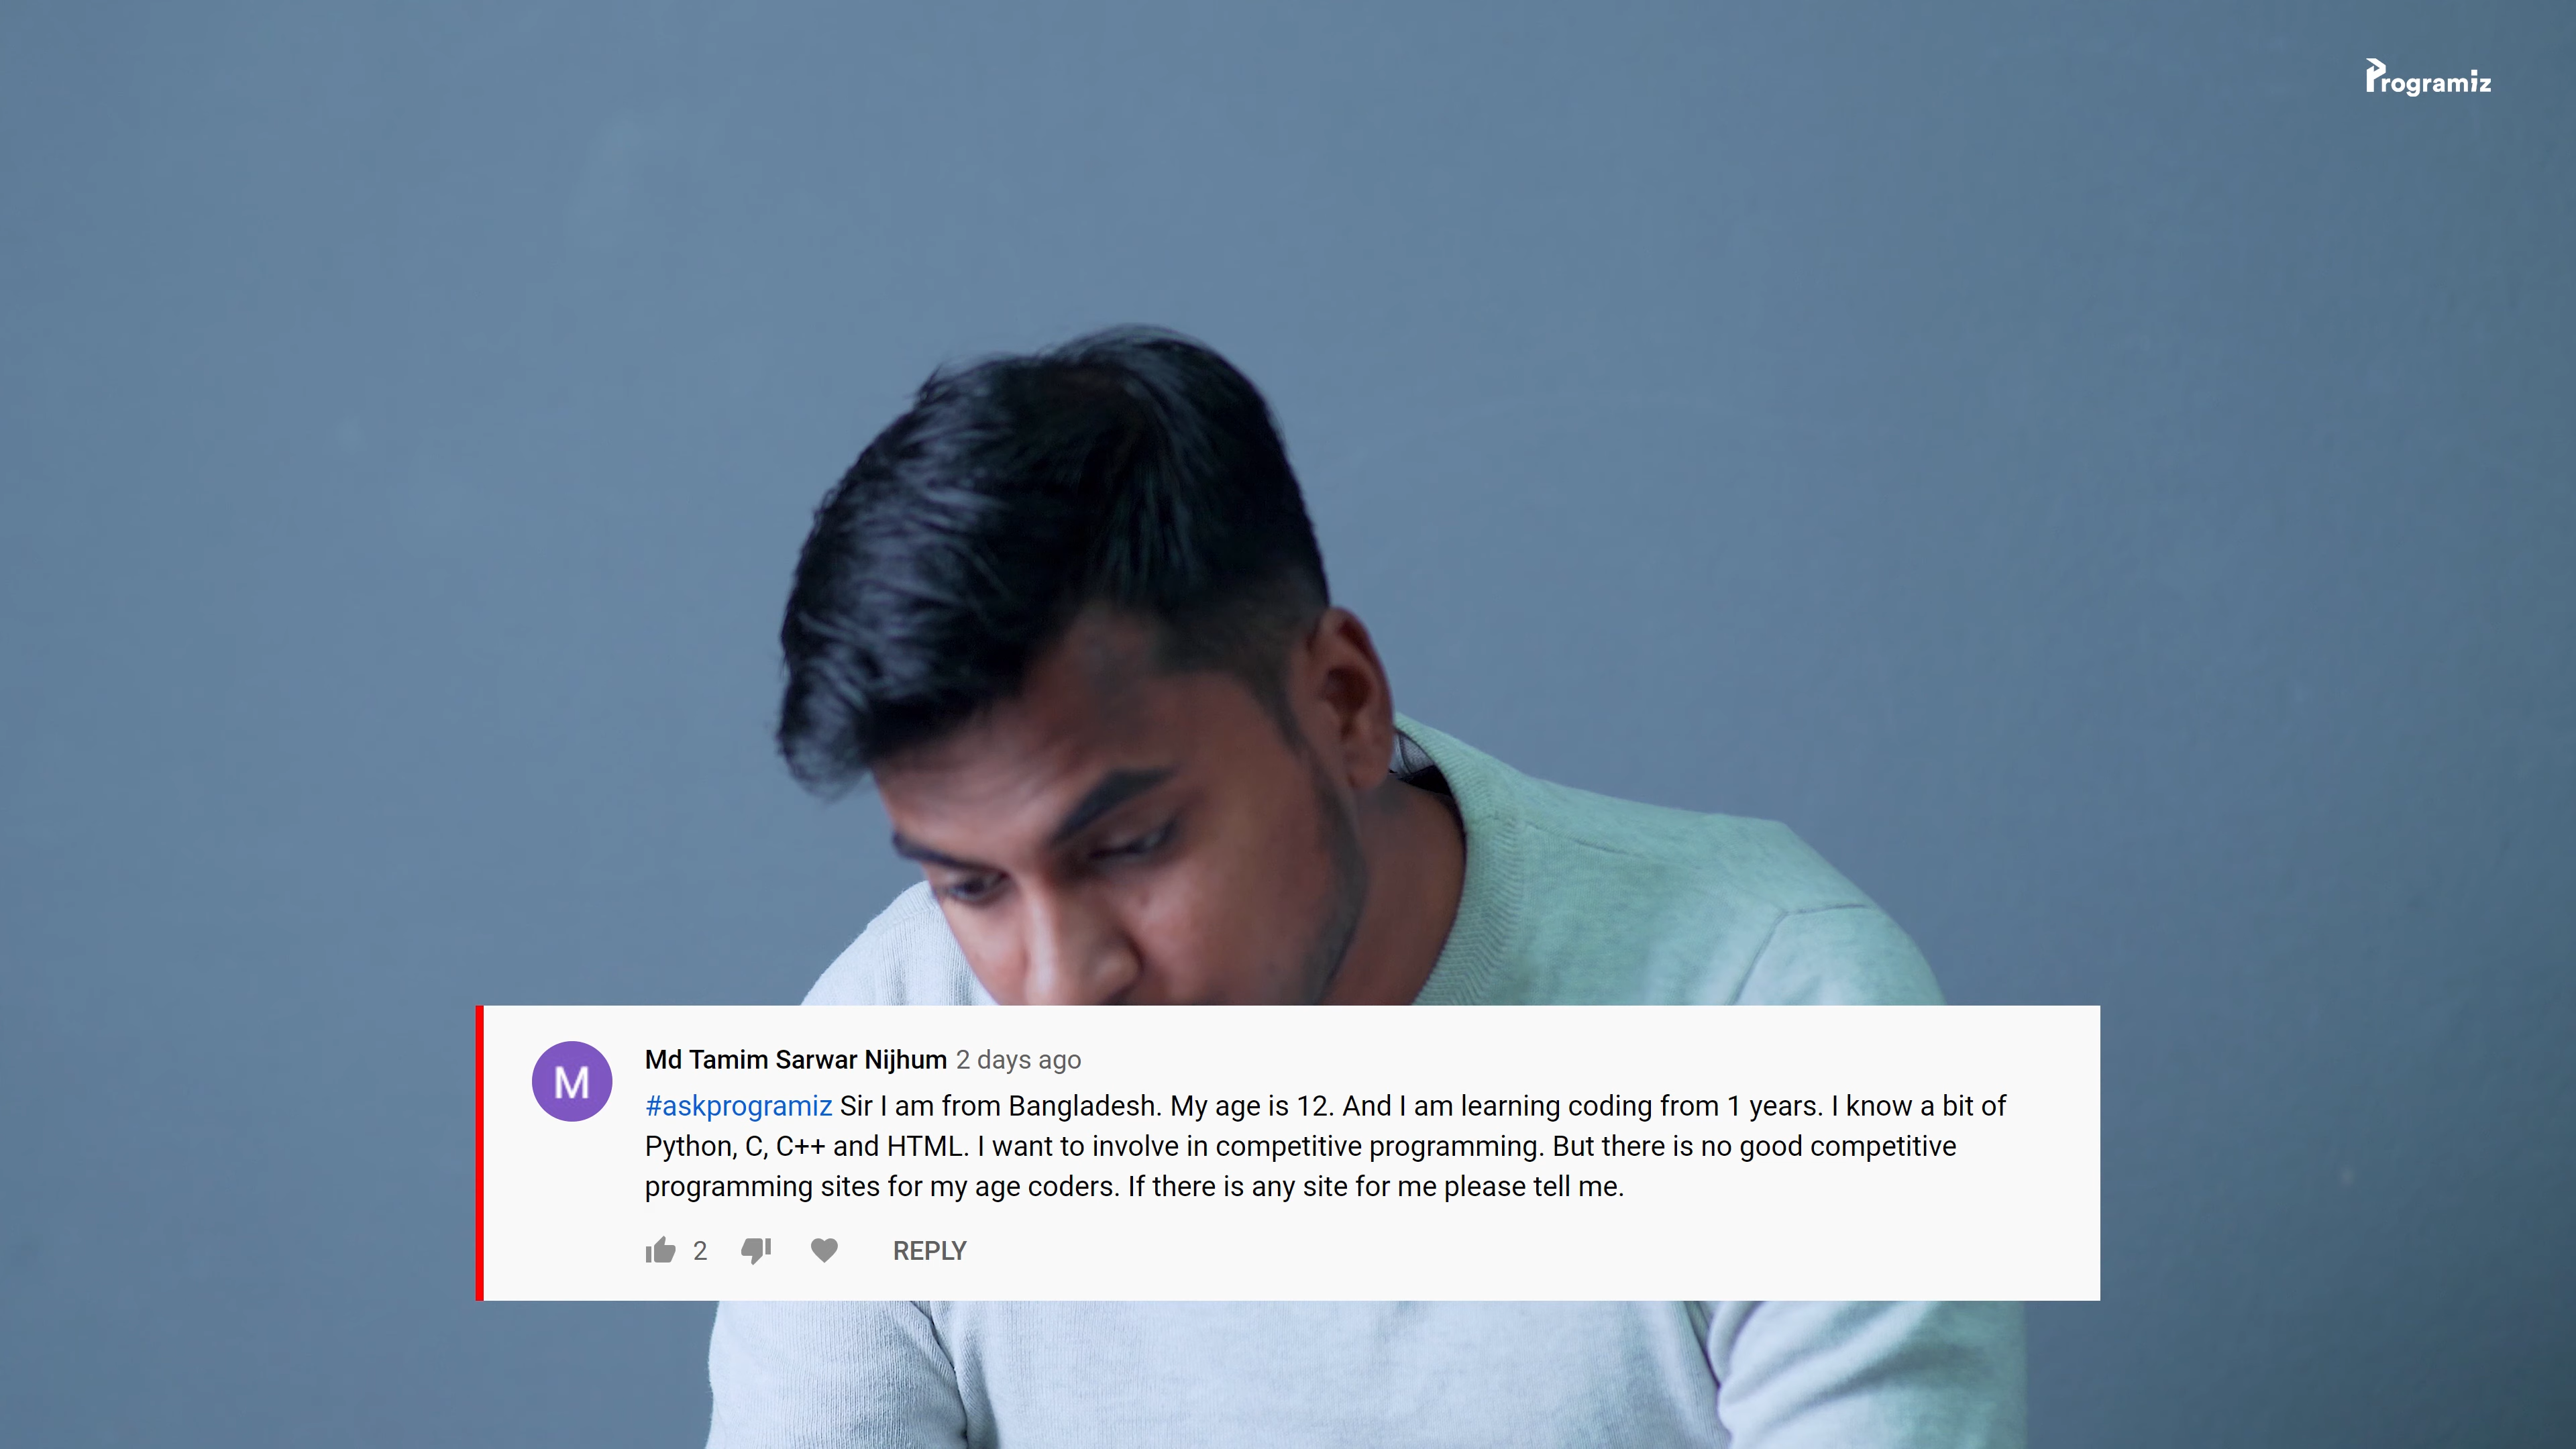 Programiz
M
Md Tamim Sarwar Nijhum 2 days ago
#askprogramiz Sir I am from Bangladesh. My age is 12. And I am learning coding from 1 years. I know a bit of
Python, C, C++ and HTML. I want to involve in competitive programming. But there is no good competitive
programming sites for my age coders. If there is any site for me please tell me.
2 REPLY